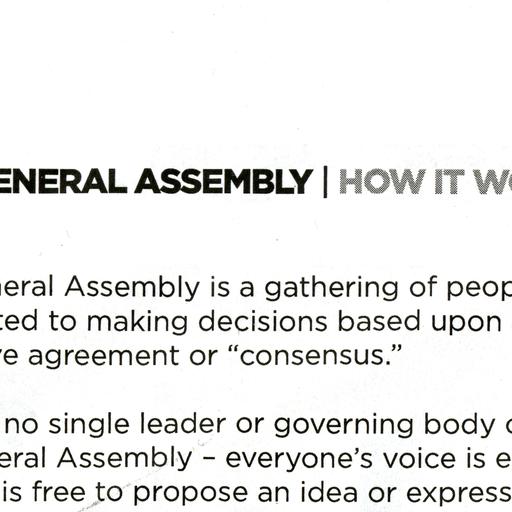 ENERAL ASSEMBLY | HOW IT WO
neral Assembly is a gathering of peop
ted to making decisions based upon
ve agreement or “consensus.”
no single leader or governing body
eral Assembly – everyone’s voice is e
is free to propose an idea or express